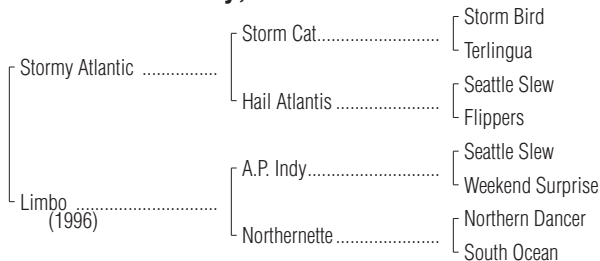 Storm Bird
Storm Cat.......................
Terlingua
Stormy Atlantic ...............
Seattle Slew
Hail Atlantis .....................
Flippers
Seattle Slew
A.P. Indy..........................
Weekend Surprise
Limbo ............................
(1996)
Northern Dancer
Northernette .....................
South Ocean